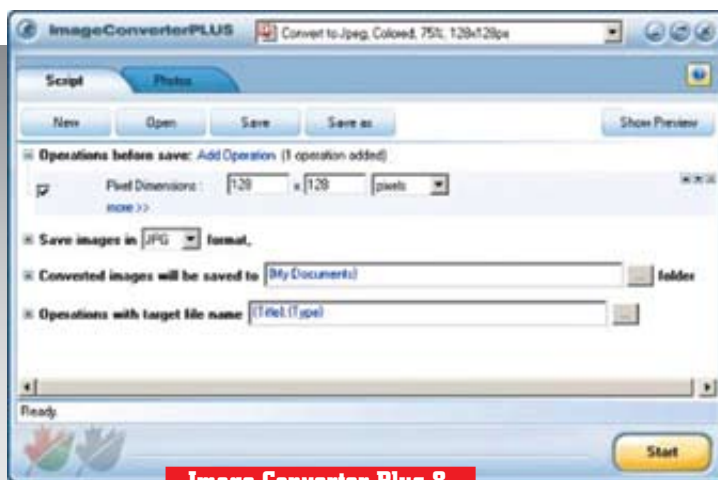 ImageConverterPLUS
Convert to Jpeg, Colored, 75%, 128x128px
Script
Photos
New Open Save Save as Show Preview
Operations before save: Add Operation (1 operation added)
Pixel Dimensions : 128 x 128 pixels
more >>
Save images in JPG format,
Converted images will be saved to {My Documents} ... folder
Operations with target file name {Title}.{Type} ...
Ready
Start
Image Converter Plus 8